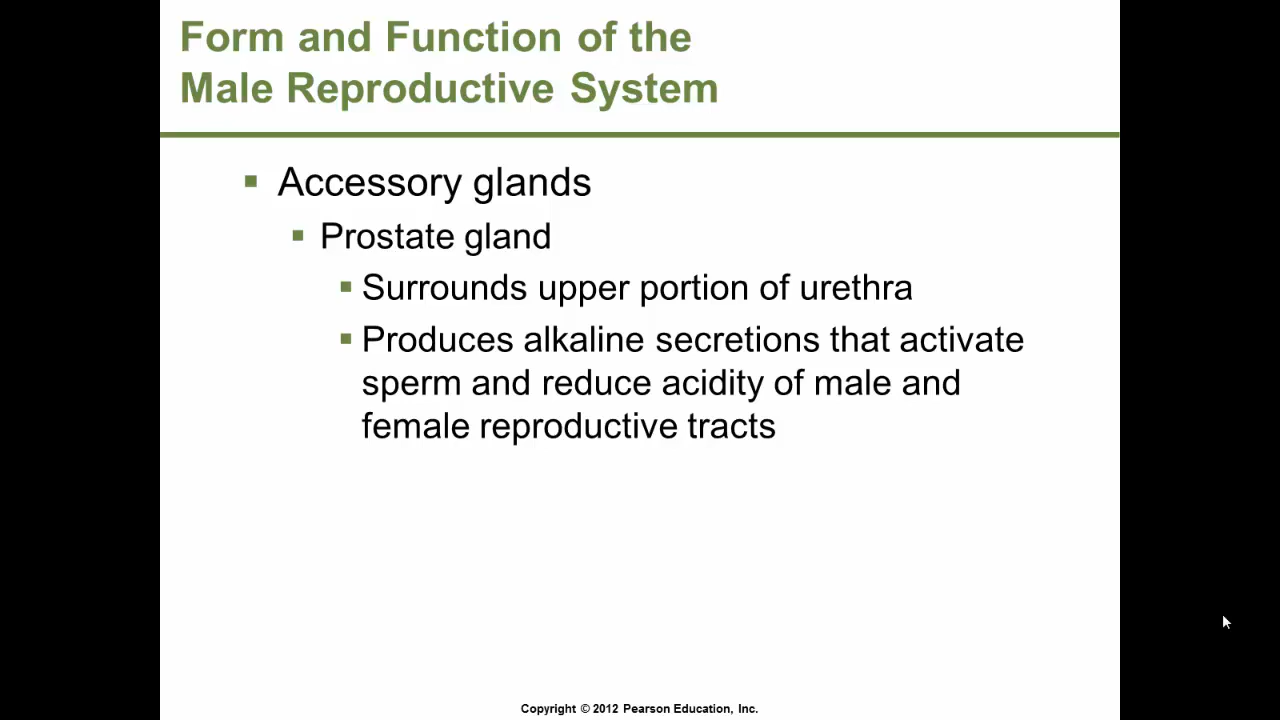 Form and Function of the
Male Reproductive System
Accessory glands
Prostate gland
Surrounds upper portion of urethra
Produces alkaline secretions that activate
sperm and reduce acidity of male and
female reproductive tracts
Copyright © 2012 Pearson Education, Inc.